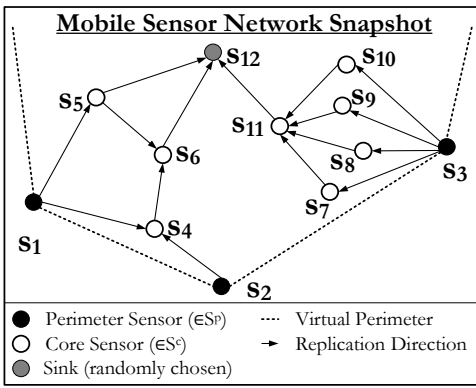 Mobile Sensor Network Snapshot
s12
s10
s5
s9
s11
s6
s8
s3
s7
s4
s1
s2
Perimeter Sensor (∈Sᵖ)
Virtual Perimeter
Core Sensor (∈Sᶜ)
Replication Direction
Sink (randomly chosen)